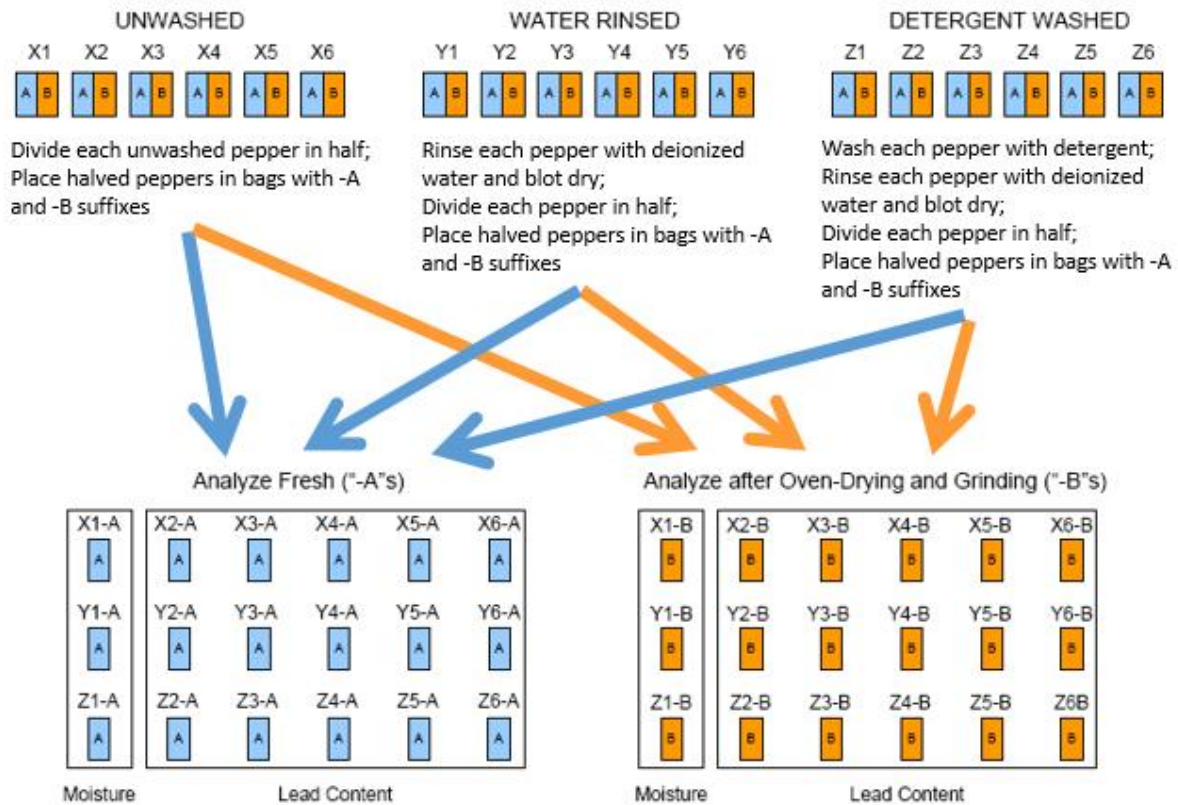 UNWASHED
X1 X2 X3 X4 X5 X6
A B A B A B A B A B A B
Divide each unwashed pepper in half;
Place halved peppers in bags with -A
and -B suffixes
WATER RINSED
Y1 Y2 Y3 Y4 Y5 Y6
A B A B A B A B A B A B
Rinse each pepper with deionized
water and blot dry;
Divide each pepper in half;
Place halved peppers in bags with -A
and -B suffixes
DETERGENT WASHED
Z1 Z2 Z3 Z4 Z5 Z6
A B A B A B A B A B A B
Wash each pepper with detergent;
Rinse each pepper with deionized
water and blot dry;
Divide each pepper in half;
Place halved peppers in bags with -A
and -B suffixes
Analyze Fresh ("-A"s)
X1-A X2-A X3-A X4-A X5-A X6-A
A A A A A A
Y1-A Y2-A Y3-A Y4-A Y5-A Y6-A
A A A A A A
Z1-A Z2-A Z3-A Z4-A Z5-A Z6-A
A A A A A A
Moisture Lead Content
Analyze after Oven-Drying and Grinding ("-B"s)
X1-B X2-B X3-B X4-B X5-B X6-B
B B B B B B
Y1-B Y2-B Y3-B Y4-B Y5-B Y6-B
B B B B B B
Z1-B Z2-B Z3-B Z4-B Z5-B Z6B
B B B B B B
Moisture Lead Content